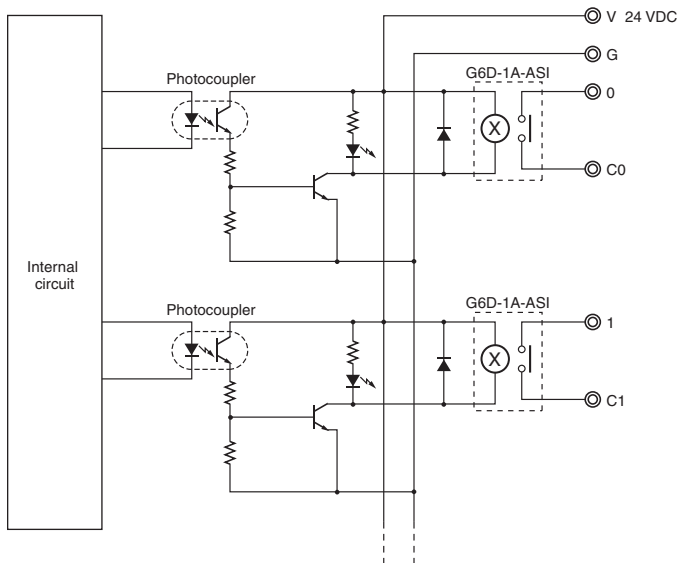 V 24 VDC
G
Photocoupler
G6D-1A-ASI
0
X
C0
Internal
circuit
Photocoupler
G6D-1A-ASI
1
X
C1